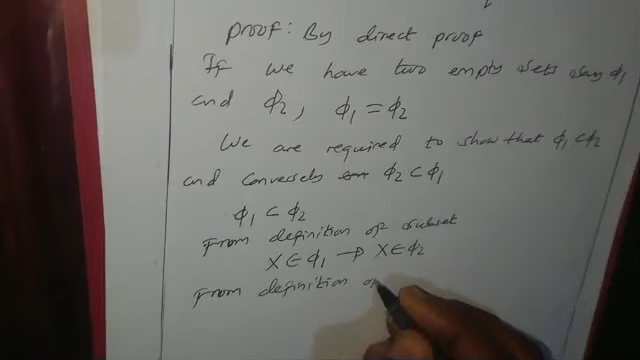 Proof: By direct proof
If we have two empty sets say ϕ1
and ϕ2, ϕ1 = ϕ2
We are required to show that ϕ1 ⊂ ϕ2
and conversely ϕ2 ⊂ ϕ1
ϕ1 ⊂ ϕ2
From definition of subset
X ∈ ϕ1 → X ∈ ϕ2
From definition of